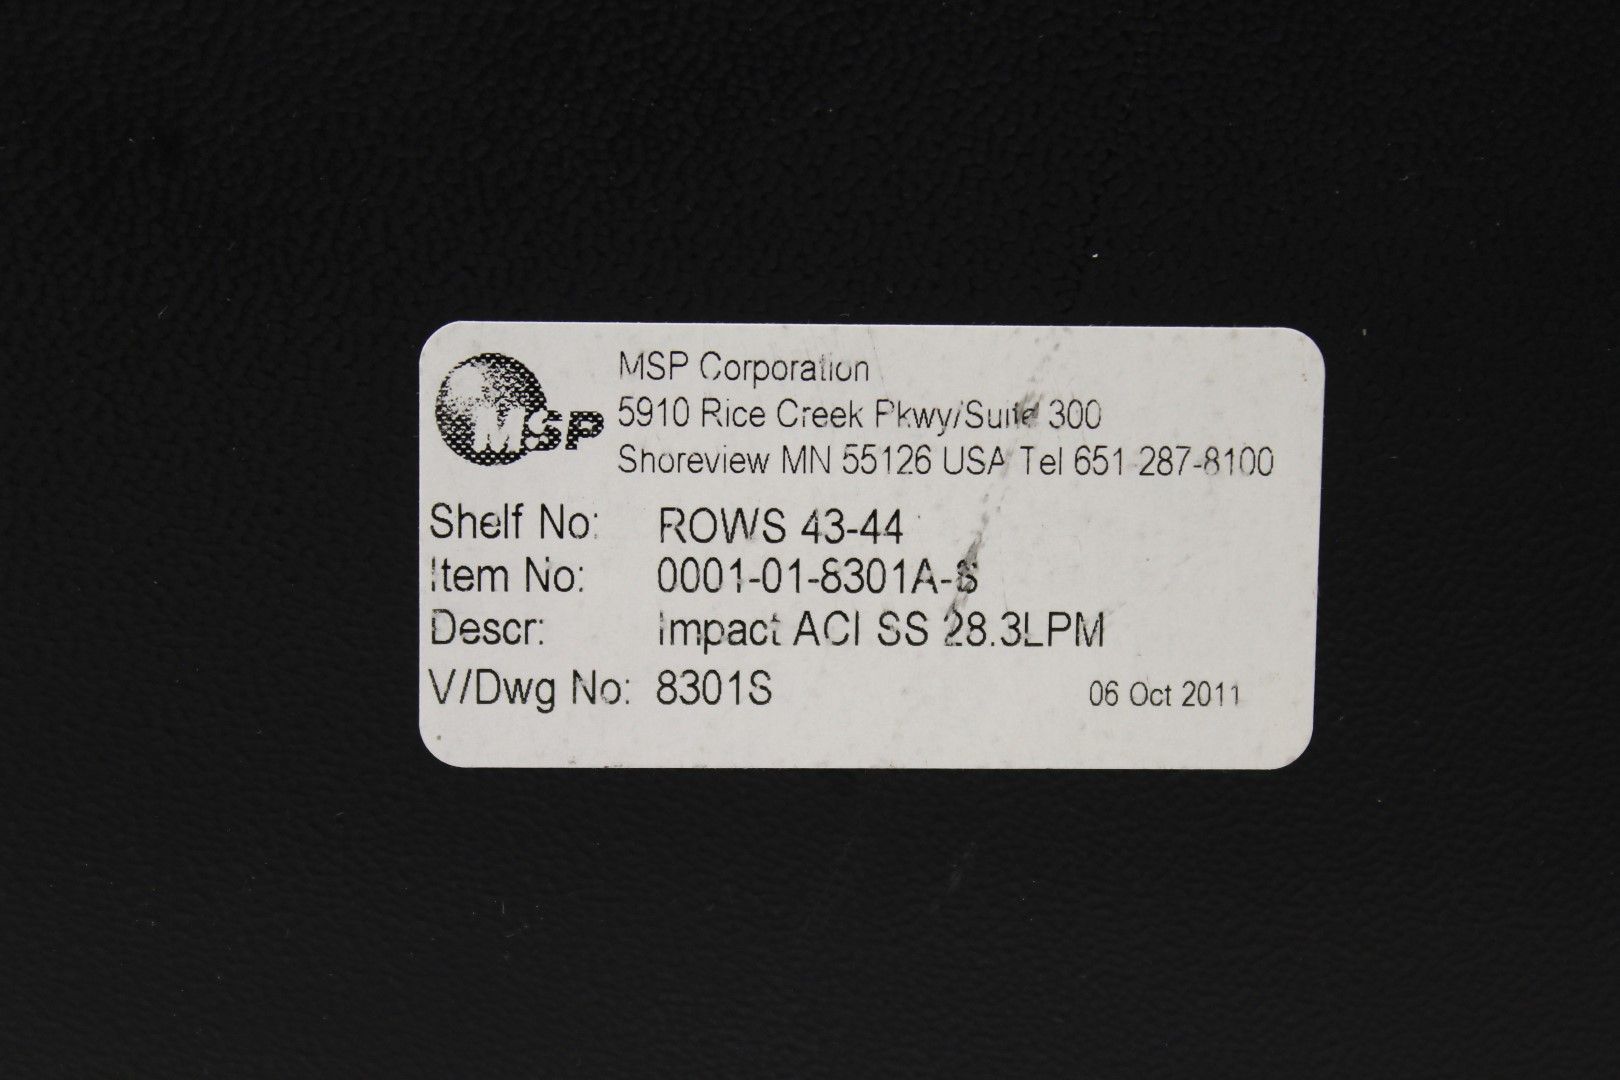 MSP
MSP Corporation
5910 Rice Creek Pkwy/Suite 300
Shoreview MN 55126 USA Tel 651 287-8100
Shelf No: ROWS 43-44
Item No: 0001-01-8301A-S
Descr: Impact ACI SS 28.3LPM
V/Dwg No: 8301S 06 Oct 2011